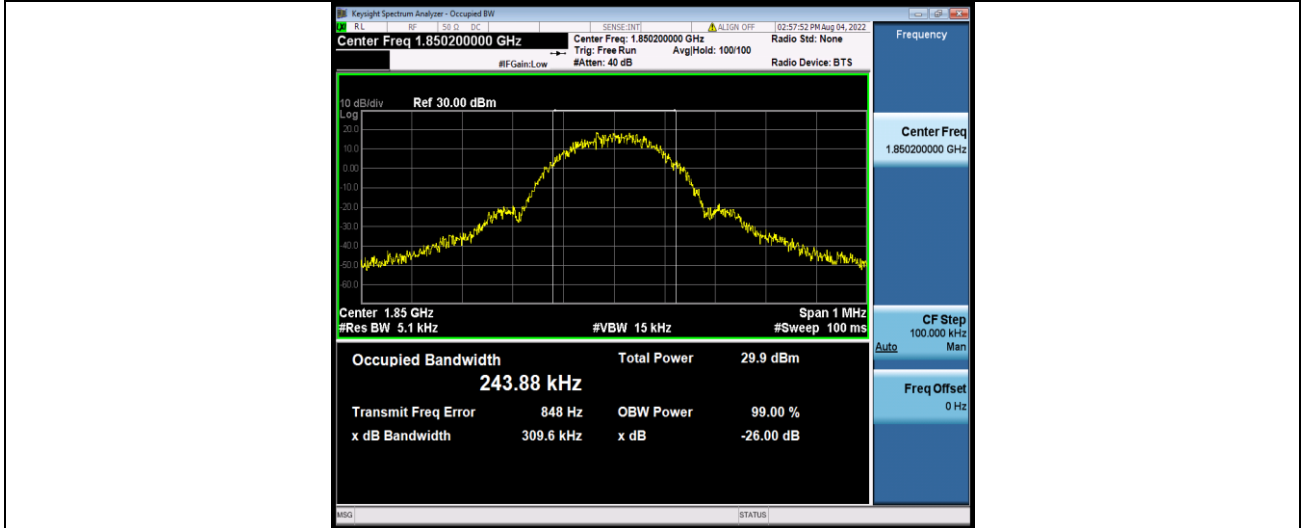 Keysight Spectrum Analyzer - Occupied BW
RL RF 50 Ω DC SENSE:INT ALIGN OFF 02:57:52 PM Aug 04, 2022
Center Freq 1.850200000 GHz
Center Freq: 1.850200000 GHz Radio Std: None
Trig: Free Run Avg|Hold: 100/100
#IFGain:Low #Atten: 40 dB Radio Device: BTS
Frequency
10 dB/div Ref 30.00 dBm
Log
20.0
10.0
0.00
-10.0
-20.0
-30.0
-40.0
-50.0
-60.0
Center 1.85 GHz Span 1 MHz
#Res BW 5.1 kHz #VBW 15 kHz #Sweep 100 ms
Center Freq
1.850200000 GHz
CF Step
100.000 kHz
Auto Man
Freq Offset
0 Hz
Occupied Bandwidth Total Power 29.9 dBm
243.88 kHz
Transmit Freq Error 848 Hz OBW Power 99.00 %
x dB Bandwidth 309.6 kHz x dB -26.00 dB
MSG STATUS